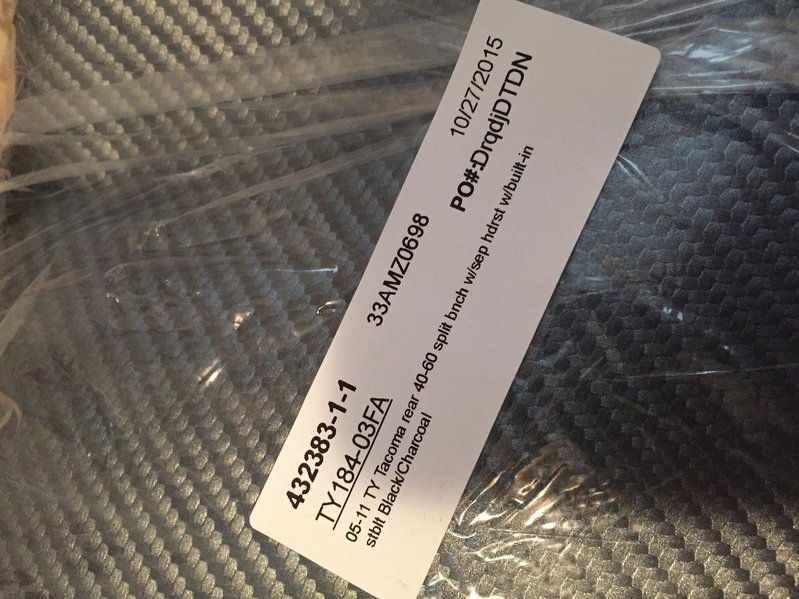 432383-1-1 33AMZ0698 10/27/2015
TY184-03FA PO#:DrqdjDTDN
05-11 TY Tacoma rear 40-60 split bnch w/sep hdrst w/built-in
stblt Black/Charcoal